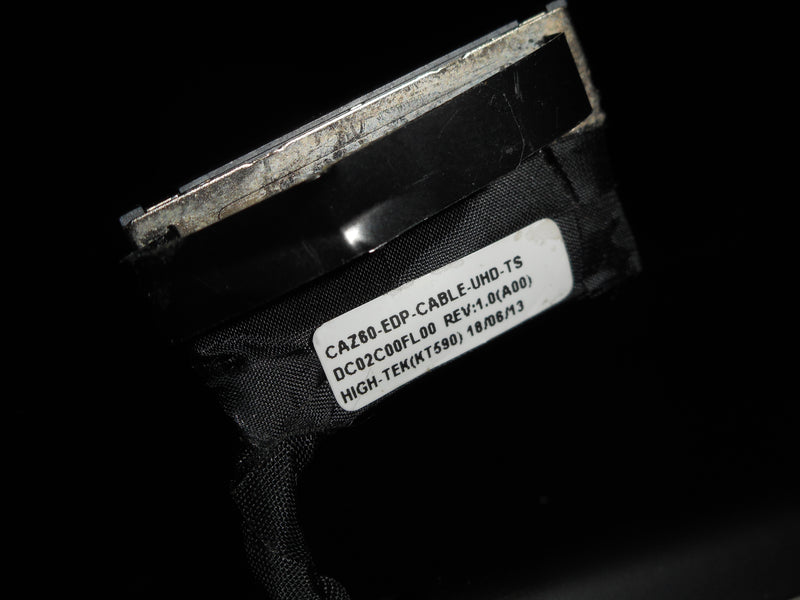 CAZ60-EDP-CABLE-UHD-TS
DC02C00FL00 REV:1.0(A00)
HIGH-TEK(KT590) 18/06/13